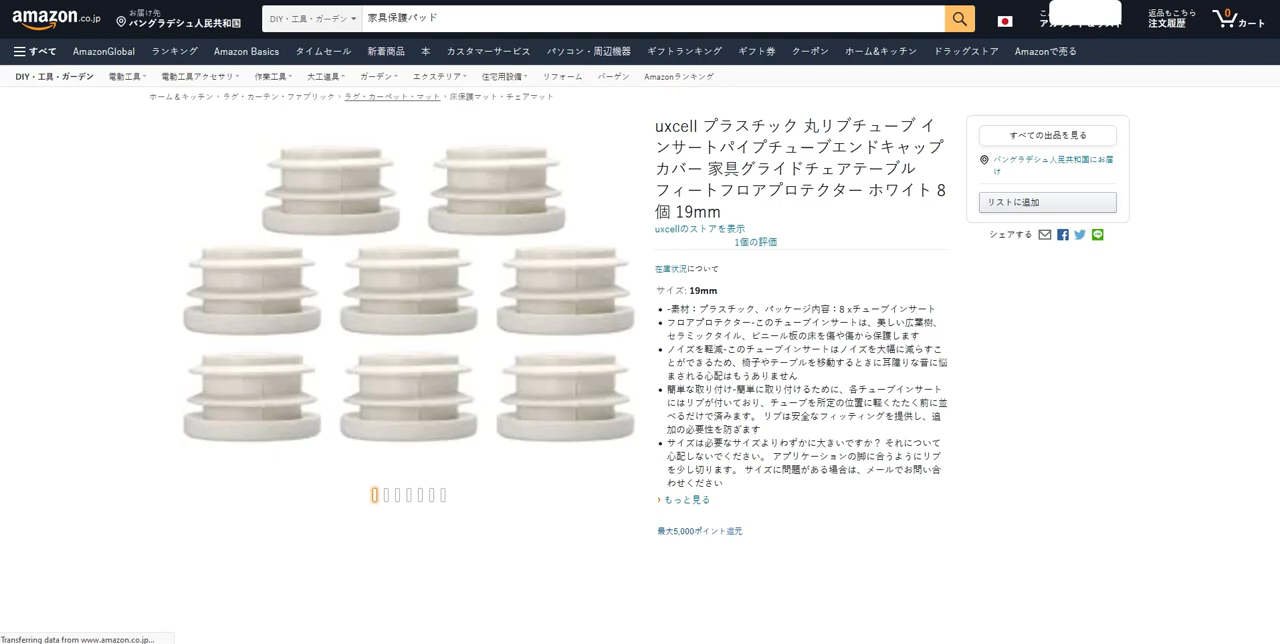 amazon.co.jp
お届け先
バングラデシュ人民共和国
DIY・工具・ガーデン
家具保護パッド
返品もこちら
注文履歴
0
カート
すべて
AmazonGlobal
ランキング
Amazon Basics
タイムセール
新着商品
本
カスタマーサービス
パソコン・周辺機器
ギフトランキング
ギフト券
クーポン
ホーム&キッチン
ドラッグストア
Amazonで売る
DIY・工具・ガーデン
電動工具
電動工具アクセサリ
作業工具
大工道具
ガーデン
エクステリア
住宅用設備
リフォーム
バーゲン
Amazonランキング
ホーム&キッチン › ラグ・カーテン・ファブリック › ラグ・カーペット・マット › 床保護マット・チェアマット
uxcell プラスチック 丸リブチューブ イ
ンサートパイプチューブエンドキャップ
カバー 家具グライドチェアテーブル
フィートフロアプロテクター ホワイト 8
個 19mm
uxcellのストアを表示
1個の評価
在庫状況について
サイズ: 19mm
-素材：プラスチック、パッケージ内容：8 xチューブインサート
フロアプロテクター-このチューブインサートは、美しい広葉樹、
セラミックタイル、ビニール板の床を傷や傷から保護します
ノイズを軽減-このチューブインサートはノイズを大幅に減らすこ
とができるため、椅子やテーブルを移動するときに耳障りな音に悩
まされる心配はもうありません
簡単な取り付け-簡単に取り付けるために、各チューブインサート
にはリブが付いており、チューブを所定の位置に軽くたたく前に並
べるだけで済みます。 リブは安全なフィッティングを提供し、追
加の必要性を防ぎます
サイズは必要なサイズよりわずかに大きいですか？ それについて
心配しないでください。 アプリケーションの脚に合うようにリブ
を少し切ります。 サイズに問題がある場合は、メールでお問い合
わせください
› もっと見る
最大5,000ポイント還元
すべての出品を見る
バングラデシュ人民共和国にお届
け
リストに追加
シェアする
Transferring data from www.amazon.co.jp...